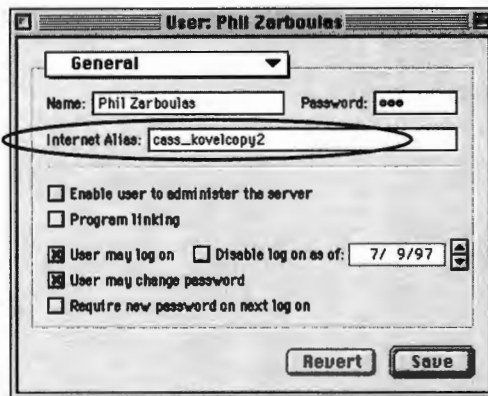 User: Phil Zarboulas
General
Name: Phil Zarboulas Password: •••
Internet Alias: cass_kovelcopy2
Enable user to administer the server
Program linking
User may log on Disable log on as of: 7/ 9/97
User may change password
Require new password on next log on
Revert Save